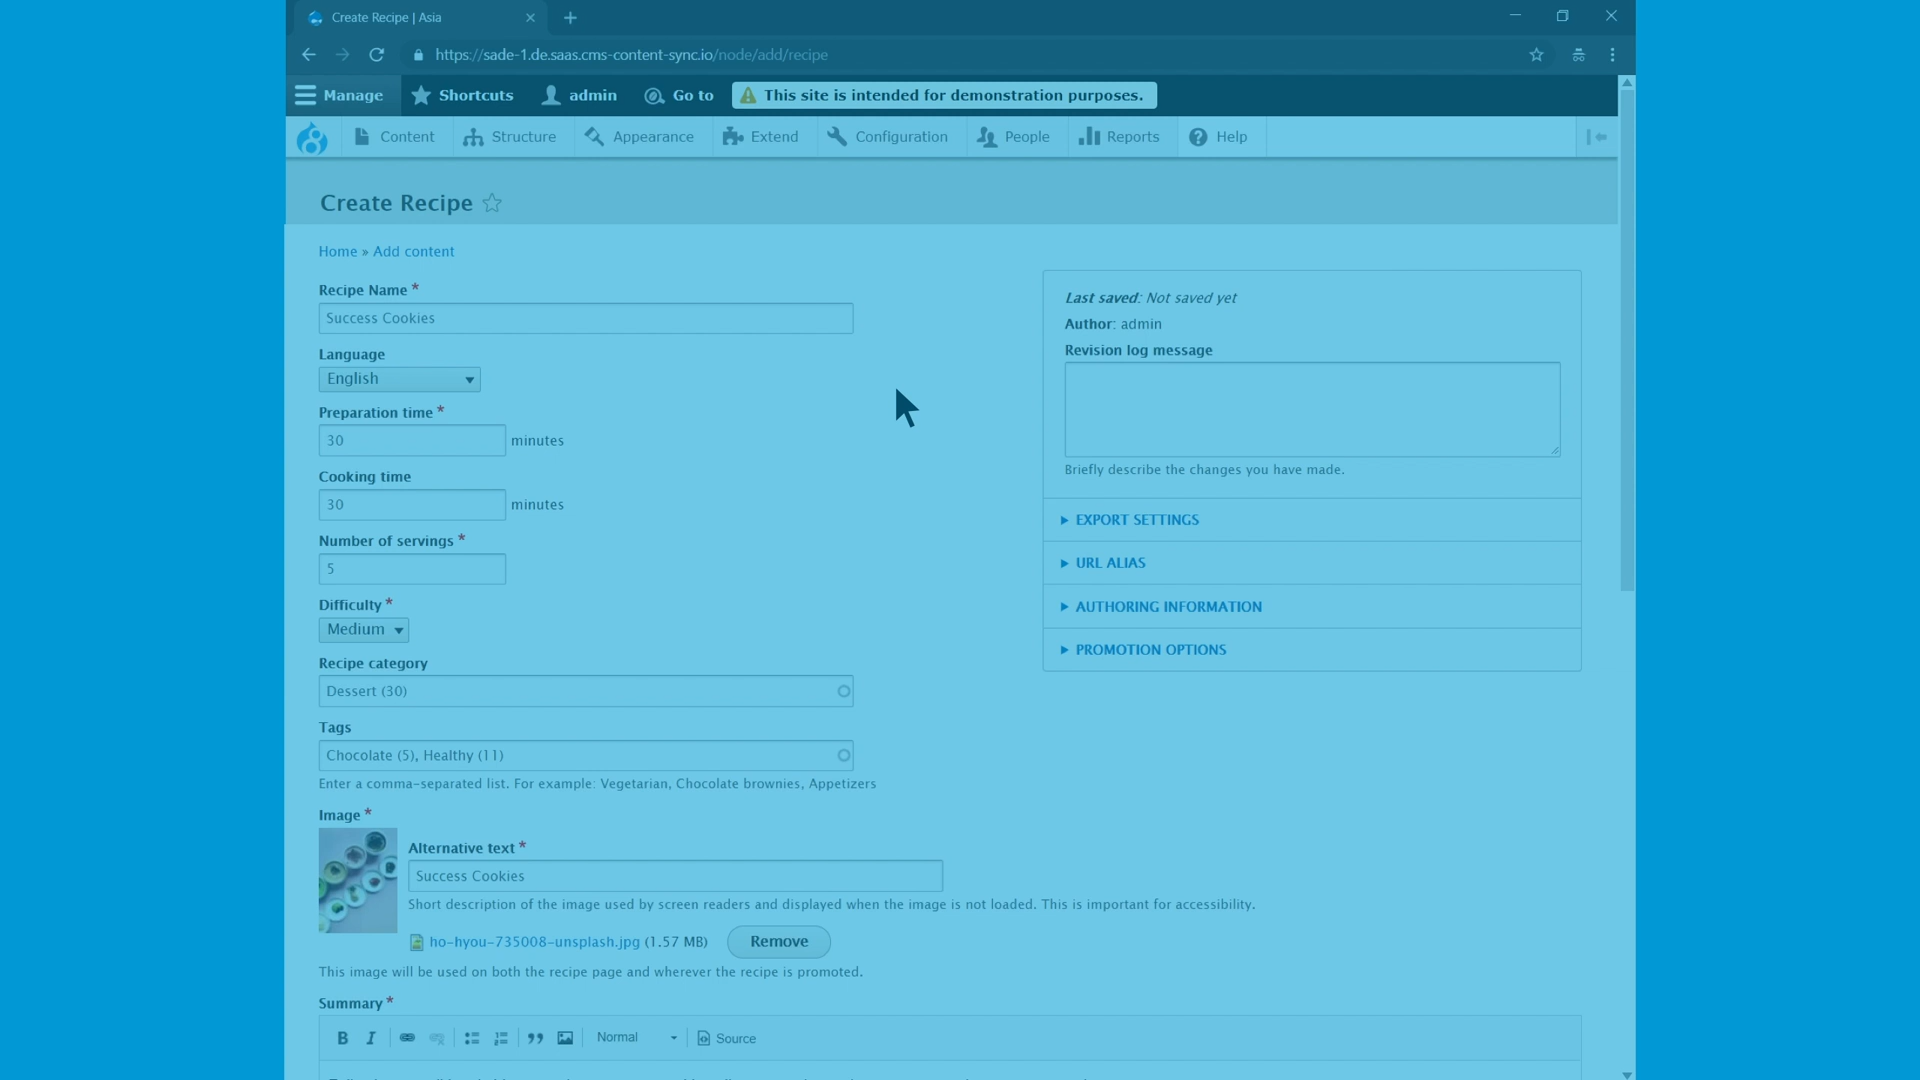 Create Recipe | Asia
https://sade-1.de.saas.cms-content-sync.io/node/add/recipe
Manage Shortcuts admin Go to This site is intended for demonstration purposes.
Content Structure Appearance Extend Configuration People Reports Help
Create Recipe
Home » Add content
Recipe Name *
Success Cookies
Language
English
Preparation time *
30 minutes
Cooking time
30 minutes
Number of servings *
5
Difficulty *
Medium
Recipe category
Dessert (30)
Tags
Chocolate (5), Healthy (11)
Enter a comma-separated list. For example: Vegetarian, Chocolate brownies, Appetizers
Image *
Alternative text *
Success Cookies
Short description of the image used by screen readers and displayed when the image is not loaded. This is important for accessibility.
ho-hyou-735008-unsplash.jpg (1.57 MB) Remove
This image will be used on both the recipe page and wherever the recipe is promoted.
Summary *
B I Normal Source
Last saved: Not saved yet
Author: admin
Revision log message
Briefly describe the changes you have made.
EXPORT SETTINGS
URL ALIAS
AUTHORING INFORMATION
PROMOTION OPTIONS